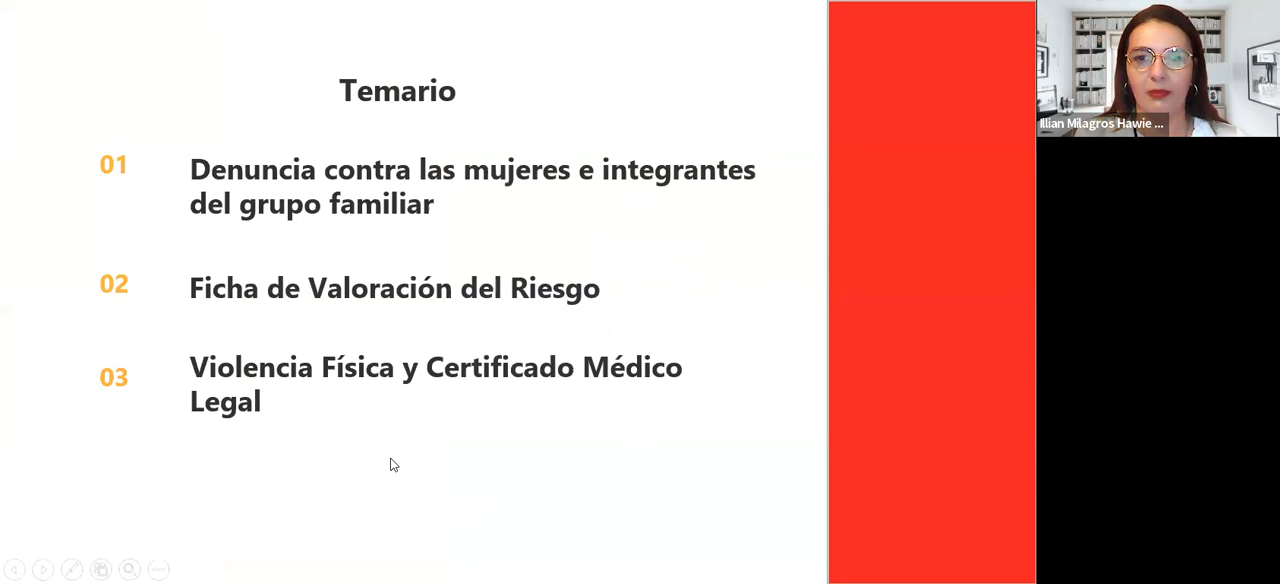 Temario
01
Denuncia contra las mujeres e integrantes
del grupo familiar
02
Ficha de Valoración del Riesgo
03
Violencia Física y Certificado Médico
Legal
Illian Milagros Hawie ...